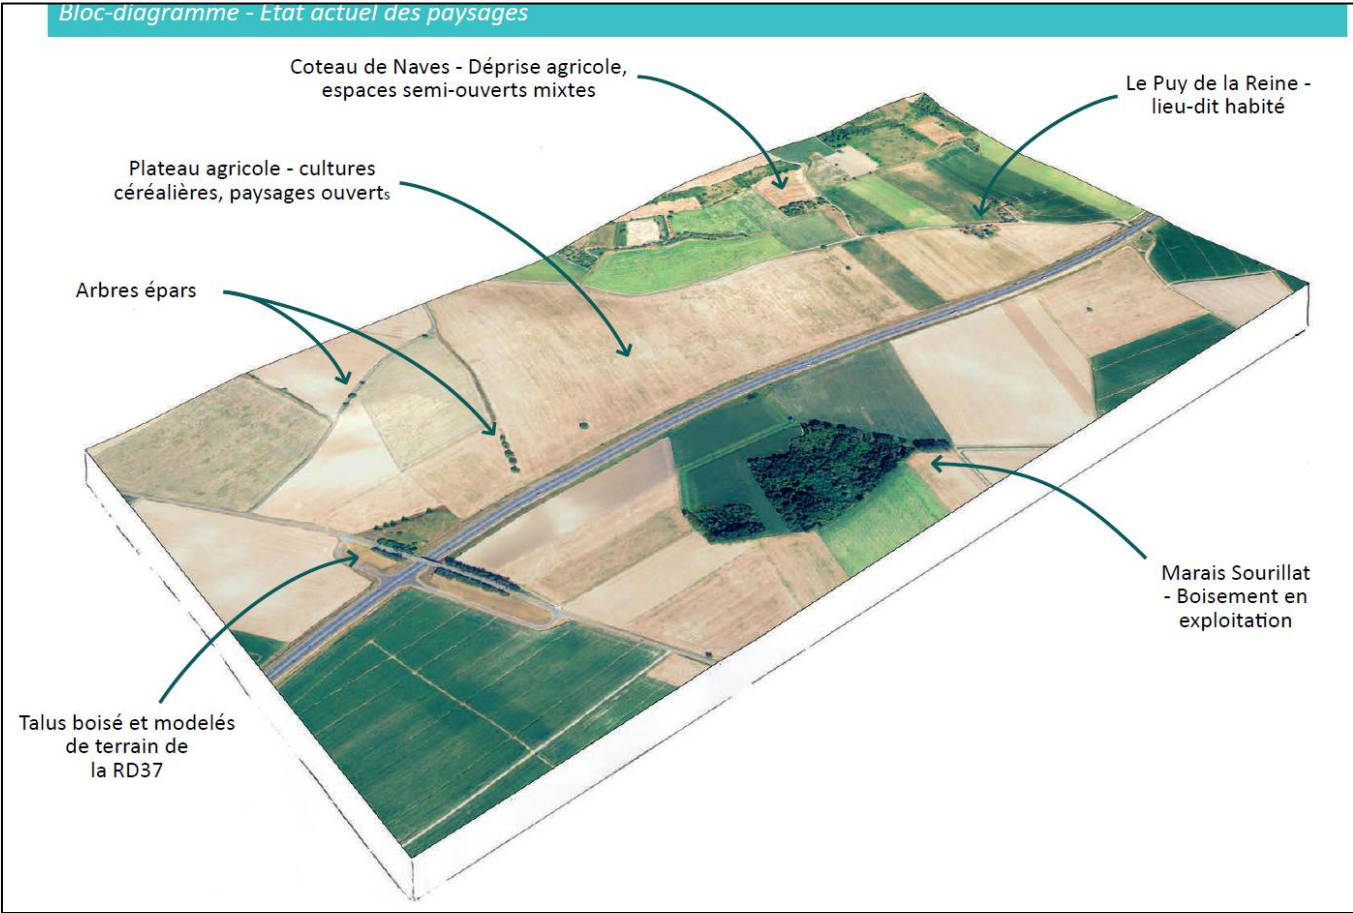 Bloc-diagramme - Etat actuel des paysages
Coteau de Naves - Déprise agricole,
espaces semi-ouverts mixtes
Le Puy de la Reine -
lieu-dit habité
Plateau agricole - cultures
céréalières, paysages ouverts
Arbres épars
Marais Sourillat
- Boisement en
exploitation
Talus boisé et modelés
de terrain de
la RD37